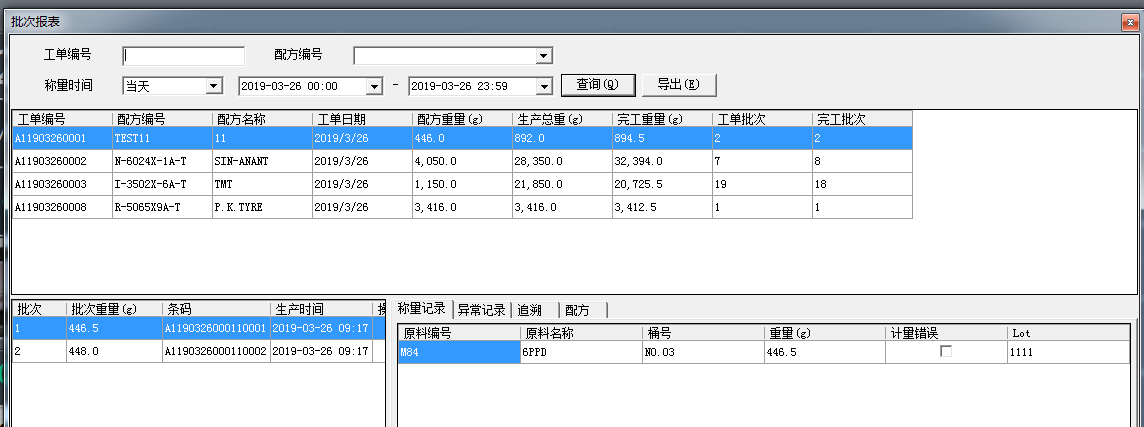 批次报表
工单编号 配方编号
称量时间 当天 2019-03-26 00:00 - 2019-03-26 23:59 查询(Q) 导出(E)
工单编号 配方编号 配方名称 工单日期 配方重量(g) 生产总重(g) 完工重量(g) 工单批次 完工批次
A11903260001 TEST11 11 2019/3/26 446.0 892.0 894.5 2 2
A11903260002 N-6024X-1A-T SIN-ANANT 2019/3/26 4,050.0 28,350.0 32,394.0 7 8
A11903260003 I-3502X-6A-T TMT 2019/3/26 1,150.0 21,850.0 20,725.5 19 18
A11903260008 R-5065X9A-T P.K.TYRE 2019/3/26 3,416.0 3,416.0 3,412.5 1 1
批次 批次重量(g) 条码 生产时间
1 446.5 A1190326000110001 2019-03-26 09:17
2 448.0 A1190326000110002 2019-03-26 09:17
称量记录 异常记录 追溯 配方
原料编号 原料名称 桶号 重量(g) 计量错误 Lot
M84 6PPD NO.03 446.5 1111